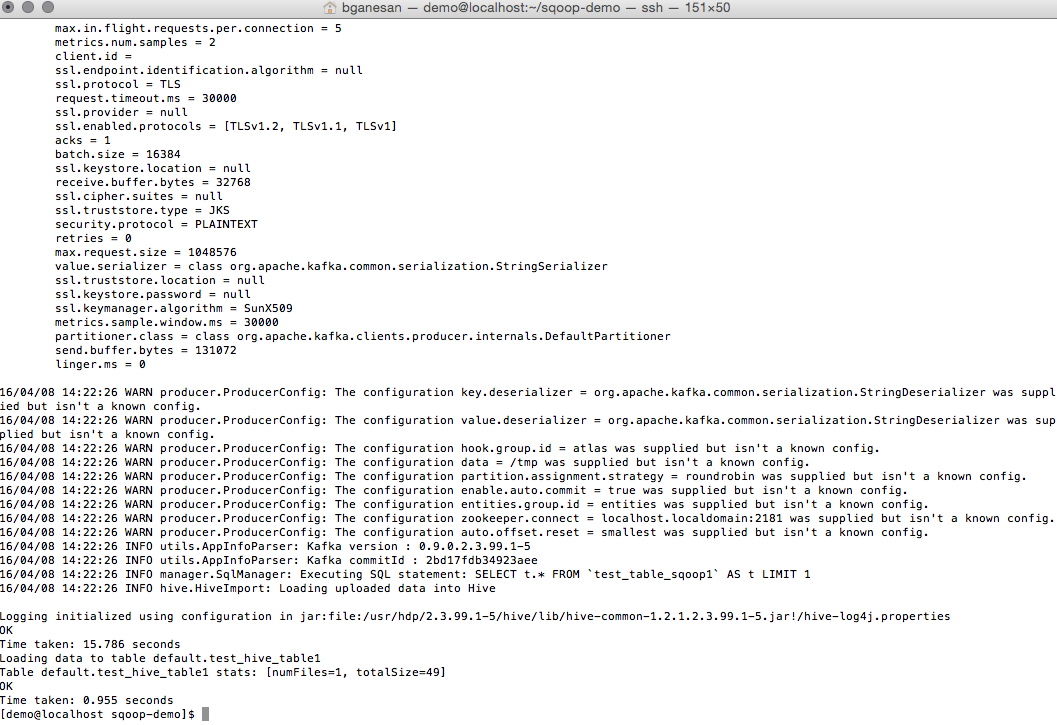 bganesan — demo@localhost:~/sqoop-demo — ssh — 151×50
max.in.flight.requests.per.connection = 5
metrics.num.samples = 2
client.id =
ssl.endpoint.identification.algorithm = null
ssl.protocol = TLS
request.timeout.ms = 30000
ssl.provider = null
ssl.enabled.protocols = [TLSv1.2, TLSv1.1, TLSv1]
acks = 1
batch.size = 16384
ssl.keystore.location = null
receive.buffer.bytes = 32768
ssl.cipher.suites = null
ssl.truststore.type = JKS
security.protocol = PLAINTEXT
retries = 0
max.request.size = 1048576
value.serializer = class org.apache.kafka.common.serialization.StringSerializer
ssl.truststore.location = null
ssl.keystore.password = null
ssl.keymanager.algorithm = SunX509
metrics.sample.window.ms = 30000
partitioner.class = class org.apache.kafka.clients.producer.internals.DefaultPartitioner
send.buffer.bytes = 131072
linger.ms = 0
16/04/08 14:22:26 WARN producer.ProducerConfig: The configuration key.deserializer = org.apache.kafka.common.serialization.StringDeserializer was suppl
ied but isn't a known config.
16/04/08 14:22:26 WARN producer.ProducerConfig: The configuration value.deserializer = org.apache.kafka.common.serialization.StringDeserializer was sup
plied but isn't a known config.
16/04/08 14:22:26 WARN producer.ProducerConfig: The configuration hook.group.id = atlas was supplied but isn't a known config.
16/04/08 14:22:26 WARN producer.ProducerConfig: The configuration data = /tmp was supplied but isn't a known config.
16/04/08 14:22:26 WARN producer.ProducerConfig: The configuration partition.assignment.strategy = roundrobin was supplied but isn't a known config.
16/04/08 14:22:26 WARN producer.ProducerConfig: The configuration enable.auto.commit = true was supplied but isn't a known config.
16/04/08 14:22:26 WARN producer.ProducerConfig: The configuration entities.group.id = entities was supplied but isn't a known config.
16/04/08 14:22:26 WARN producer.ProducerConfig: The configuration zookeeper.connect = localhost.localdomain:2181 was supplied but isn't a known config.
16/04/08 14:22:26 WARN producer.ProducerConfig: The configuration auto.offset.reset = smallest was supplied but isn't a known config.
16/04/08 14:22:26 INFO utils.AppInfoParser: Kafka version : 0.9.0.2.3.99.1-5
16/04/08 14:22:26 INFO utils.AppInfoParser: Kafka commitId : 2bd17fdb34923aee
16/04/08 14:22:26 INFO manager.SqlManager: Executing SQL statement: SELECT t.* FROM `test_table_sqoop1` AS t LIMIT 1
16/04/08 14:22:26 INFO hive.HiveImport: Loading uploaded data into Hive
Logging initialized using configuration in jar:file:/usr/hdp/2.3.99.1-5/hive/lib/hive-common-1.2.1.2.3.99.1-5.jar!/hive-log4j.properties
OK
Time taken: 15.786 seconds
Loading data to table default.test_hive_table1
Table default.test_hive_table1 stats: [numFiles=1, totalSize=49]
OK
Time taken: 0.955 seconds
[demo@localhost sqoop-demo]$